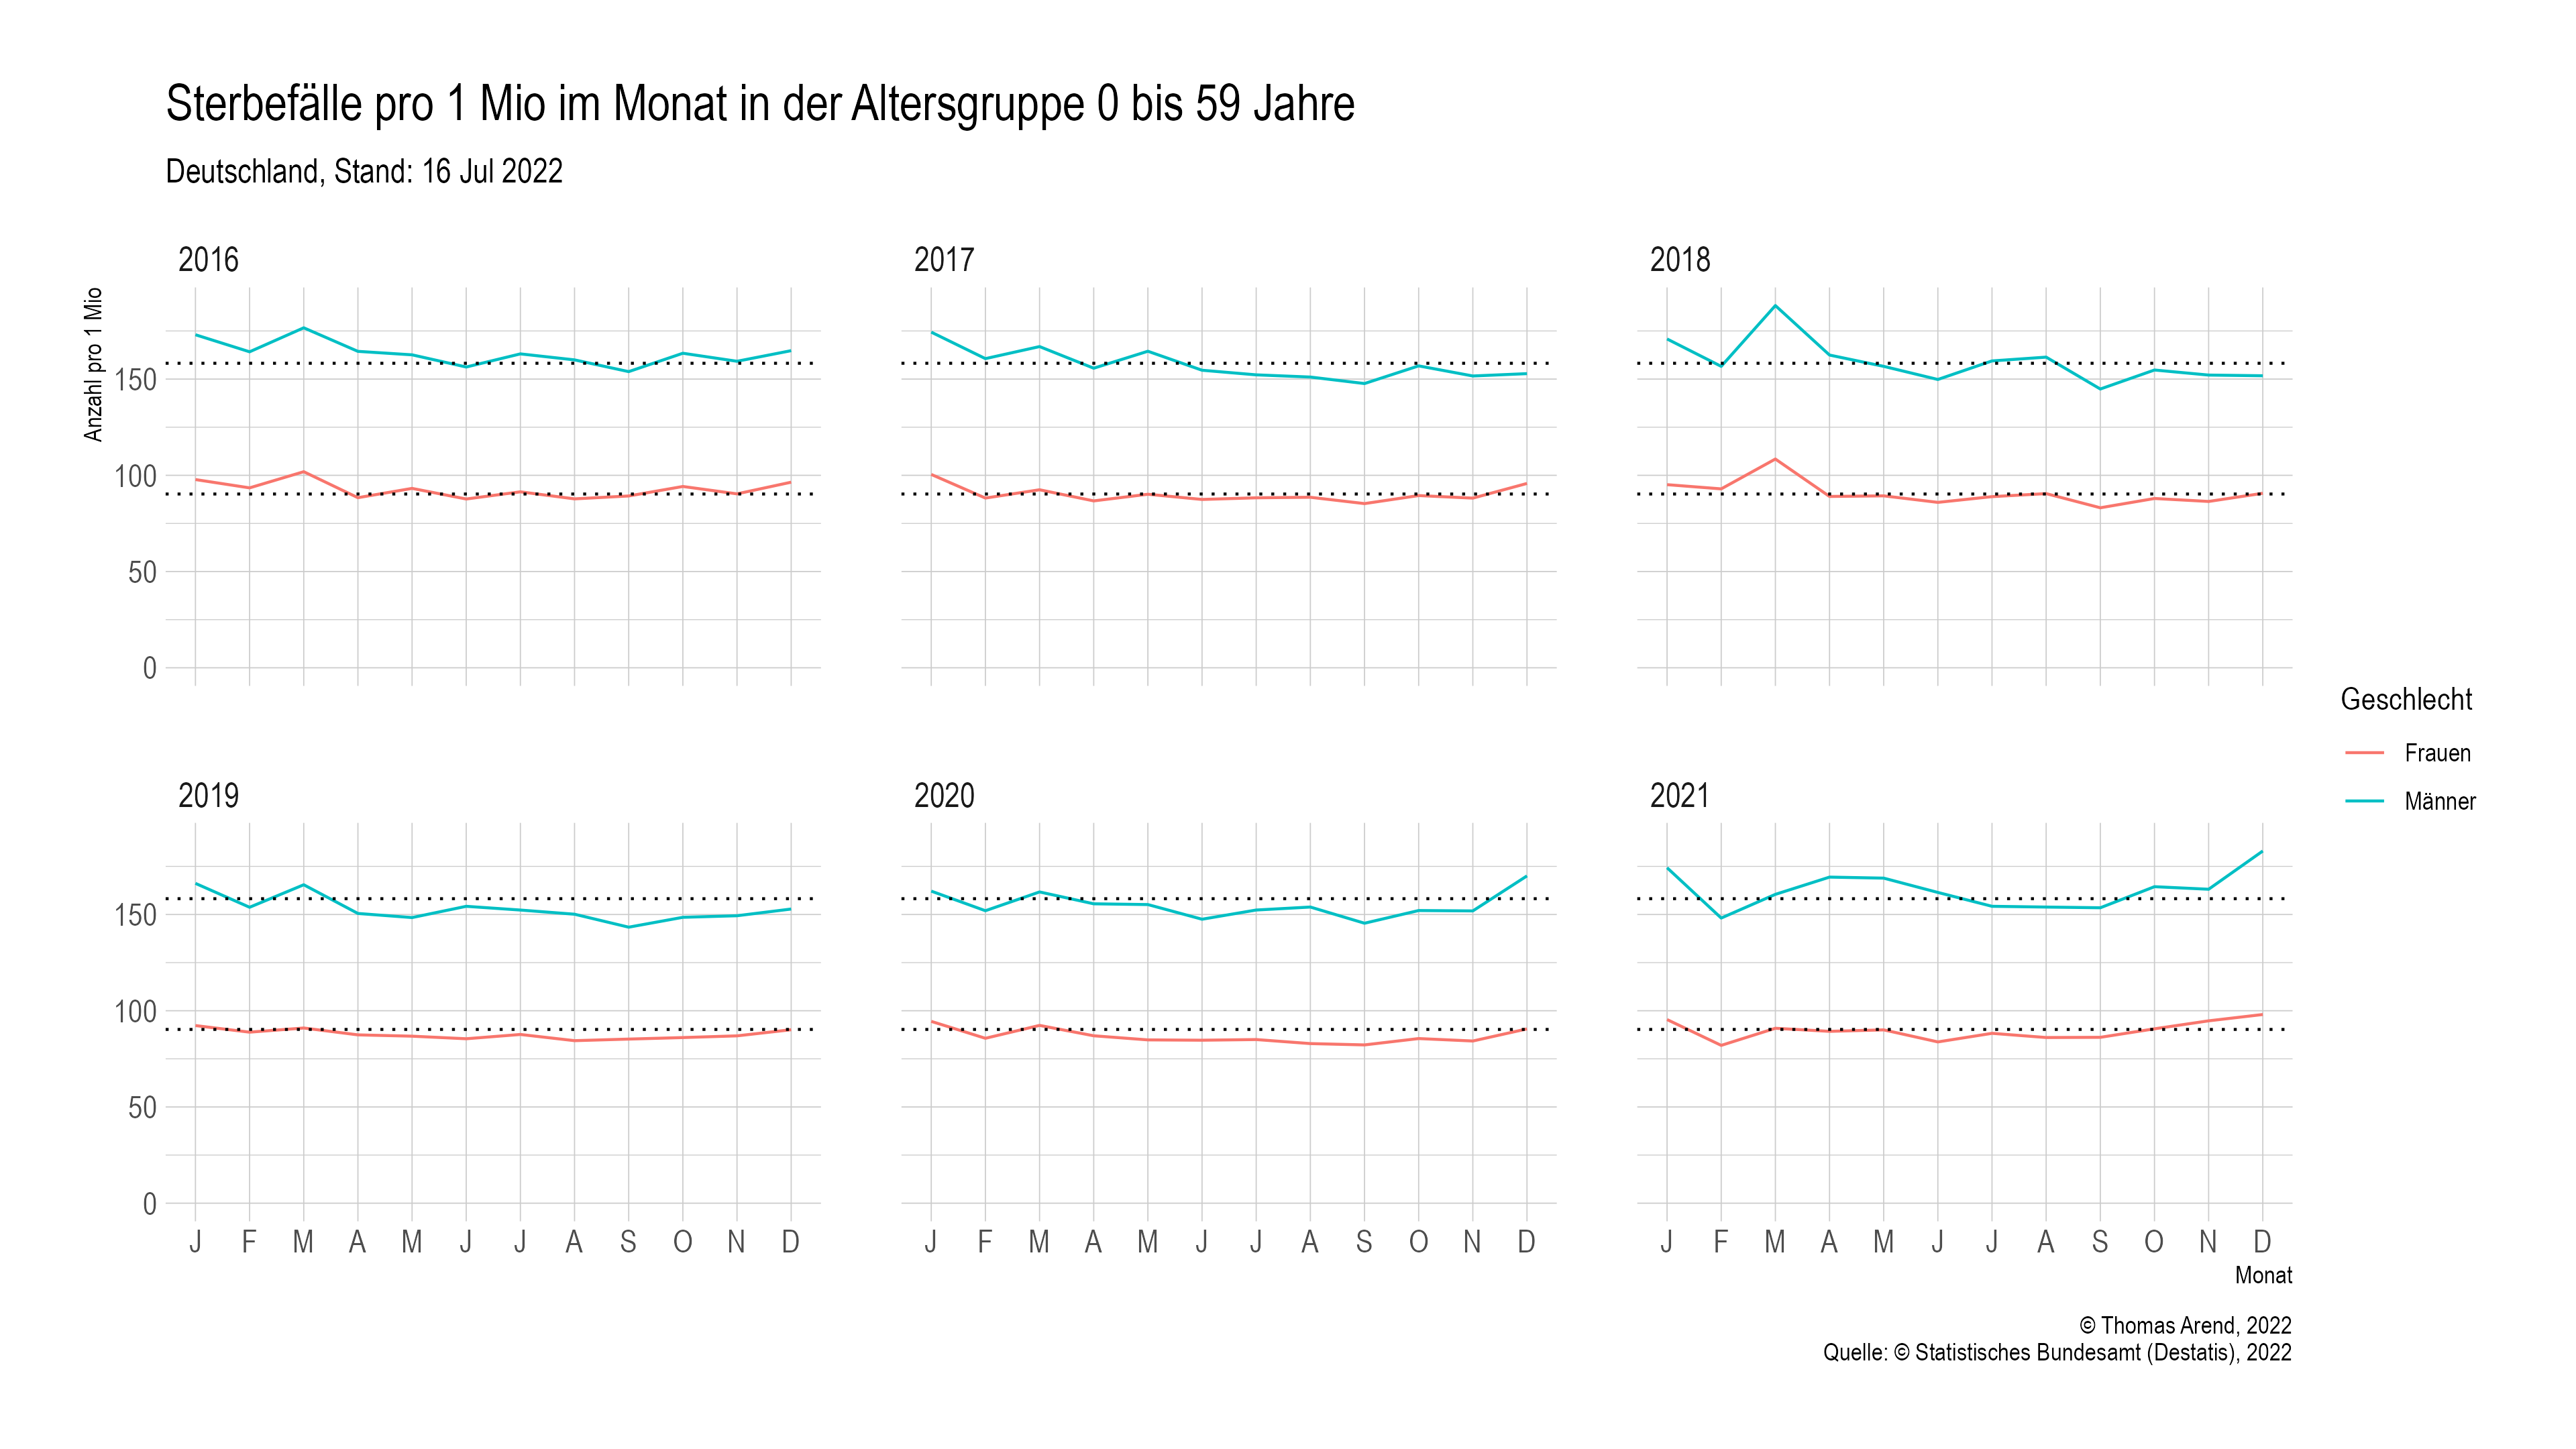 Sterbefälle pro 1 Mio im Monat in der Altersgruppe 0 bis 59 Jahre
Deutschland, Stand: 16 Jul 2022
2016
2017
2018
Anzahl pro 1 Mio
150
100
50
0
Geschlecht
Frauen
Männer
2019
2020
2021
150
100
50
0
J F M A M J J A S O N D
J F M A M J J A S O N D
J F M A M J J A S O N D
Monat
© Thomas Arend, 2022
Quelle: © Statistisches Bundesamt (Destatis), 2022